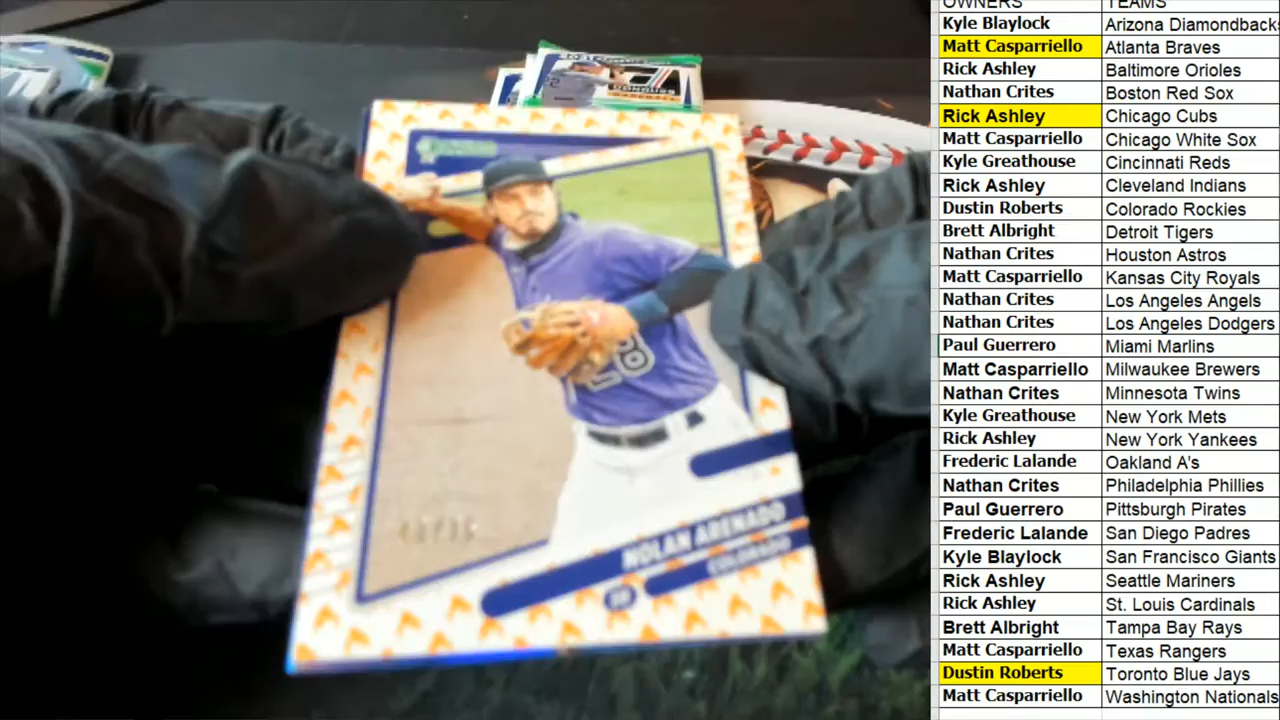 DONRUSS
BASEBALL
28
NOLAN ARENADO
COLORADO
OWNERS TEAMS
Kyle Blaylock Arizona Diamondbacks
Matt Casparriello Atlanta Braves
Rick Ashley Baltimore Orioles
Nathan Crites Boston Red Sox
Rick Ashley Chicago Cubs
Matt Casparriello Chicago White Sox
Kyle Greathouse Cincinnati Reds
Rick Ashley Cleveland Indians
Dustin Roberts Colorado Rockies
Brett Albright Detroit Tigers
Nathan Crites Houston Astros
Matt Casparriello Kansas City Royals
Nathan Crites Los Angeles Angels
Nathan Crites Los Angeles Dodgers
Paul Guerrero Miami Marlins
Matt Casparriello Milwaukee Brewers
Nathan Crites Minnesota Twins
Kyle Greathouse New York Mets
Rick Ashley New York Yankees
Frederic Lalande Oakland A's
Nathan Crites Philadelphia Phillies
Paul Guerrero Pittsburgh Pirates
Frederic Lalande San Diego Padres
Kyle Blaylock San Francisco Giants
Rick Ashley Seattle Mariners
Rick Ashley St. Louis Cardinals
Brett Albright Tampa Bay Rays
Matt Casparriello Texas Rangers
Dustin Roberts Toronto Blue Jays
Matt Casparriello Washington Nationals